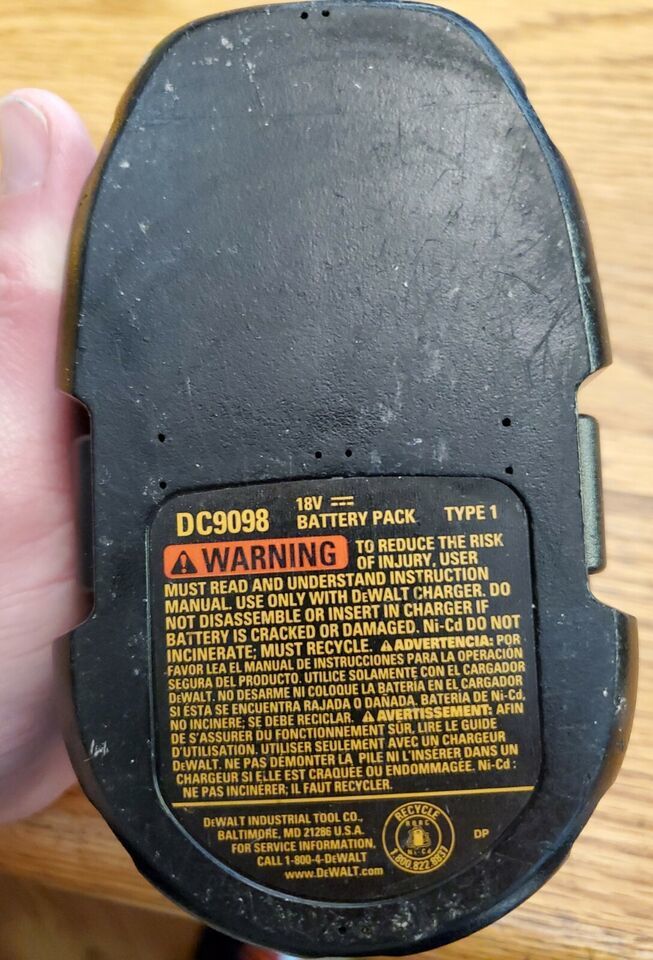 DC9098 18V ⎓ BATTERY PACK TYPE 1
⚠ WARNING TO REDUCE THE RISK
OF INJURY, USER
MUST READ AND UNDERSTAND INSTRUCTION
MANUAL. USE ONLY WITH DEWALT CHARGER. DO
NOT DISASSEMBLE OR INSERT IN CHARGER IF
BATTERY IS CRACKED OR DAMAGED. Ni-Cd DO NOT
INCINERATE; MUST RECYCLE. ⚠ADVERTENCIA: POR
FAVOR LEA EL MANUAL DE INSTRUCCIONES PARA LA OPERACIÓN
SEGURA DEL PRODUCTO. UTILICE SOLAMENTE CON EL CARGADOR
DEWALT. NO DESARME NI COLOQUE LA BATERÍA EN EL CARGADOR
SI ÉSTA SE ENCUENTRA RAJADA O DAÑADA. BATERÍA DE Ni-Cd,
NO INCINERE; SE DEBE RECICLAR. ⚠AVERTISSEMENT: AFIN
DE S'ASSURER DU FONCTIONNEMENT SÛR, LIRE LE GUIDE
D'UTILISATION. UTILISER SEULEMENT AVEC UN CHARGEUR
DEWALT. NE PAS DÉMONTER LA PILE NI L'INSÉRER DANS UN
CHARGEUR SI ELLE EST CRAQUÉE OU ENDOMMAGÉE. Ni-Cd :
NE PAS INCINÉRER; IL FAUT RECYCLER.
DEWALT INDUSTRIAL TOOL CO.,
BALTIMORE, MD 21286 U.S.A.
FOR SERVICE INFORMATION,
CALL 1-800-4-DEWALT
www.DEWALT.com
RECYCLE
RBRC
Ni-Cd
1.800.822.8837
DP